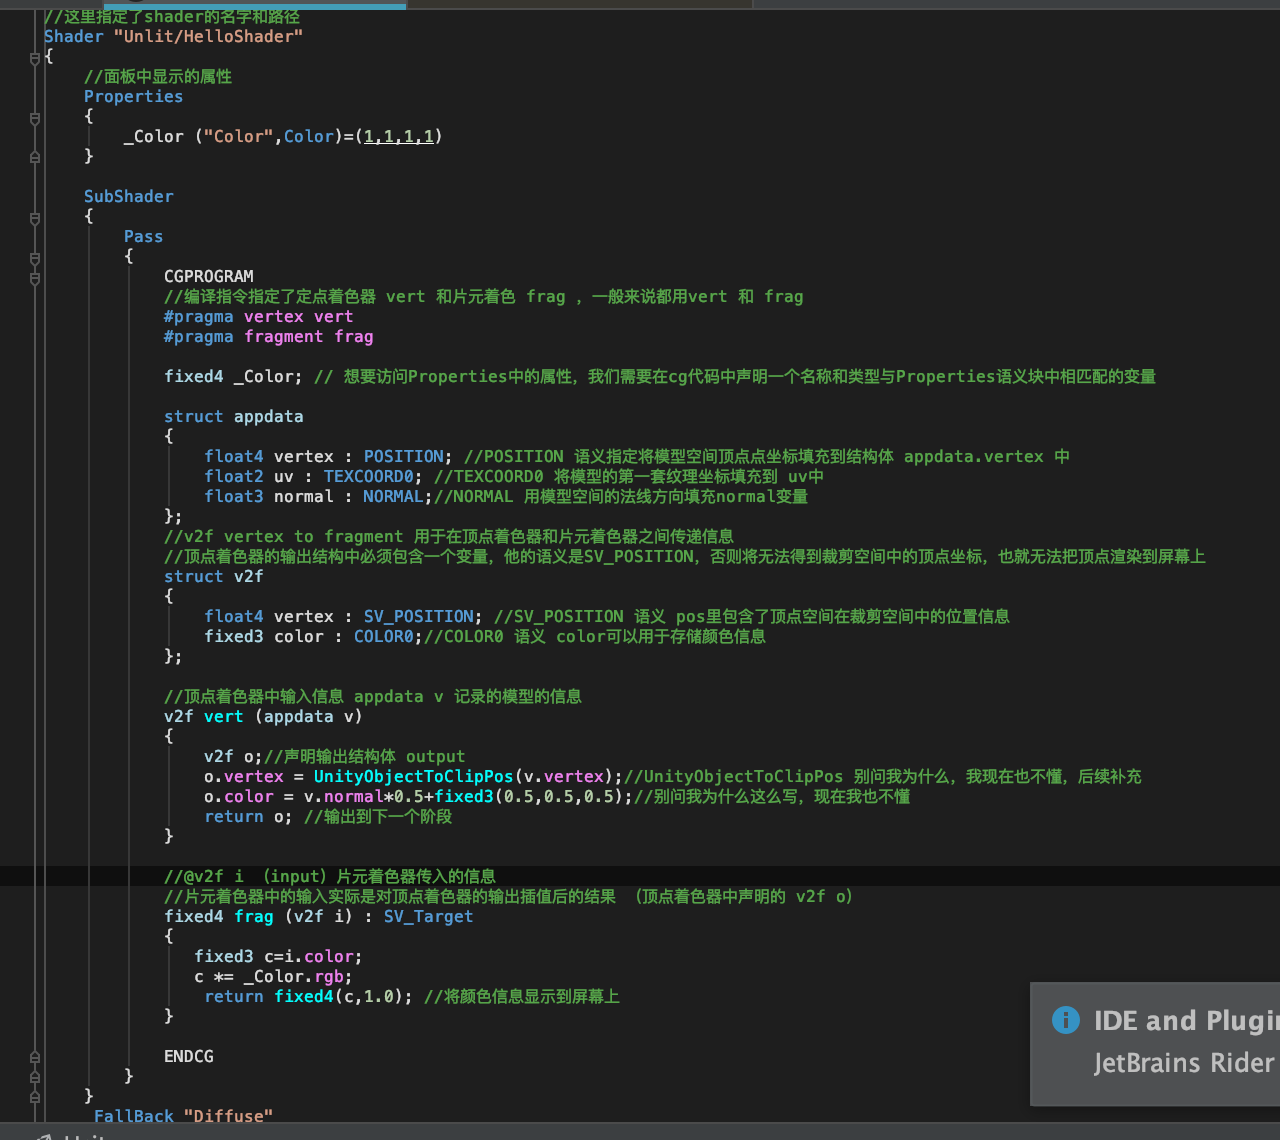 //这里指定了shader的名字和路径
Shader "Unlit/HelloShader"
{
//面板中显示的属性
Properties
{
_Color ("Color",Color)=(1,1,1,1)
}
SubShader
{
Pass
{
CGPROGRAM
//编译指令指定了定点着色器 vert 和片元着色 frag ，一般来说都用vert 和 frag
#pragma vertex vert
#pragma fragment frag
fixed4 _Color; // 想要访问Properties中的属性，我们需要在cg代码中声明一个名称和类型与Properties语义块中相匹配的变量
struct appdata
{
float4 vertex : POSITION; //POSITION 语义指定将模型空间顶点点坐标填充到结构体 appdata.vertex 中
float2 uv : TEXCOORD0; //TEXCOORD0 将模型的第一套纹理坐标填充到 uv中
float3 normal : NORMAL;//NORMAL 用模型空间的法线方向填充normal变量
};
//v2f vertex to fragment 用于在顶点着色器和片元着色器之间传递信息
//顶点着色器的输出结构中必须包含一个变量，他的语义是SV_POSITION，否则将无法得到裁剪空间中的顶点坐标，也就无法把顶点渲染到屏幕上
struct v2f
{
float4 vertex : SV_POSITION; //SV_POSITION 语义 pos里包含了顶点空间在裁剪空间中的位置信息
fixed3 color : COLOR0;//COLOR0 语义 color可以用于存储颜色信息
};
//顶点着色器中输入信息 appdata v 记录的模型的信息
v2f vert (appdata v)
{
v2f o;//声明输出结构体 output
o.vertex = UnityObjectToClipPos(v.vertex);//UnityObjectToClipPos 别问我为什么，我现在也不懂，后续补充
o.color = v.normal*0.5+fixed3(0.5,0.5,0.5);//别问我为什么这么写，现在我也不懂
return o; //输出到下一个阶段
}
//@v2f i （input）片元着色器传入的信息
//片元着色器中的输入实际是对顶点着色器的输出插值后的结果 （顶点着色器中声明的 v2f o）
fixed4 frag (v2f i) : SV_Target
{
fixed3 c=i.color;
c *= _Color.rgb;
return fixed4(c,1.0); //将颜色信息显示到屏幕上
}
ENDCG
}
}
FallBack "Diffuse"
IDE and Plugin
JetBrains Rider